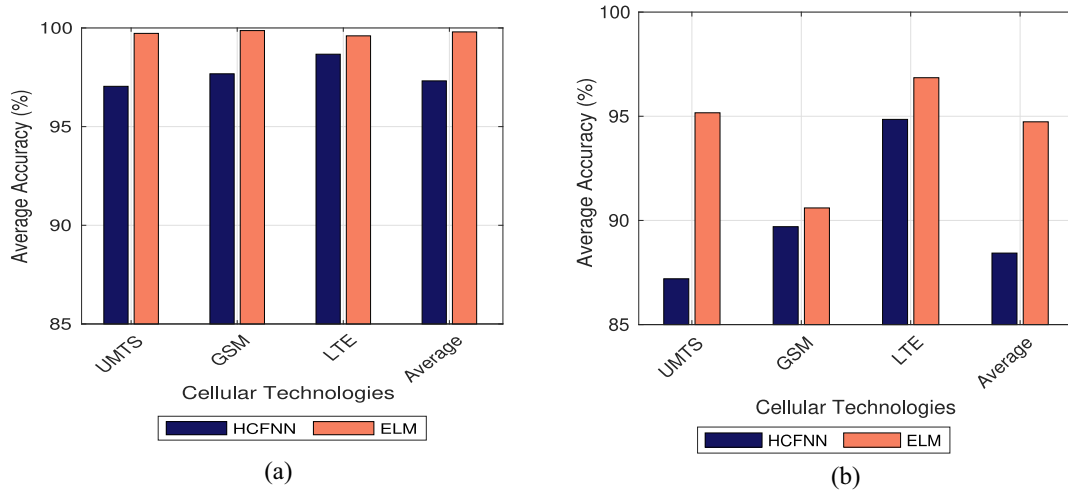 100
95
90
85
Average Accuracy (%)
UMTS
GSM
LTE
Average
Cellular Technologies
HCFNN
ELM
(a)
100
95
90
85
Average Accuracy (%)
UMTS
GSM
LTE
Average
Cellular Technologies
HCFNN
ELM
(b)